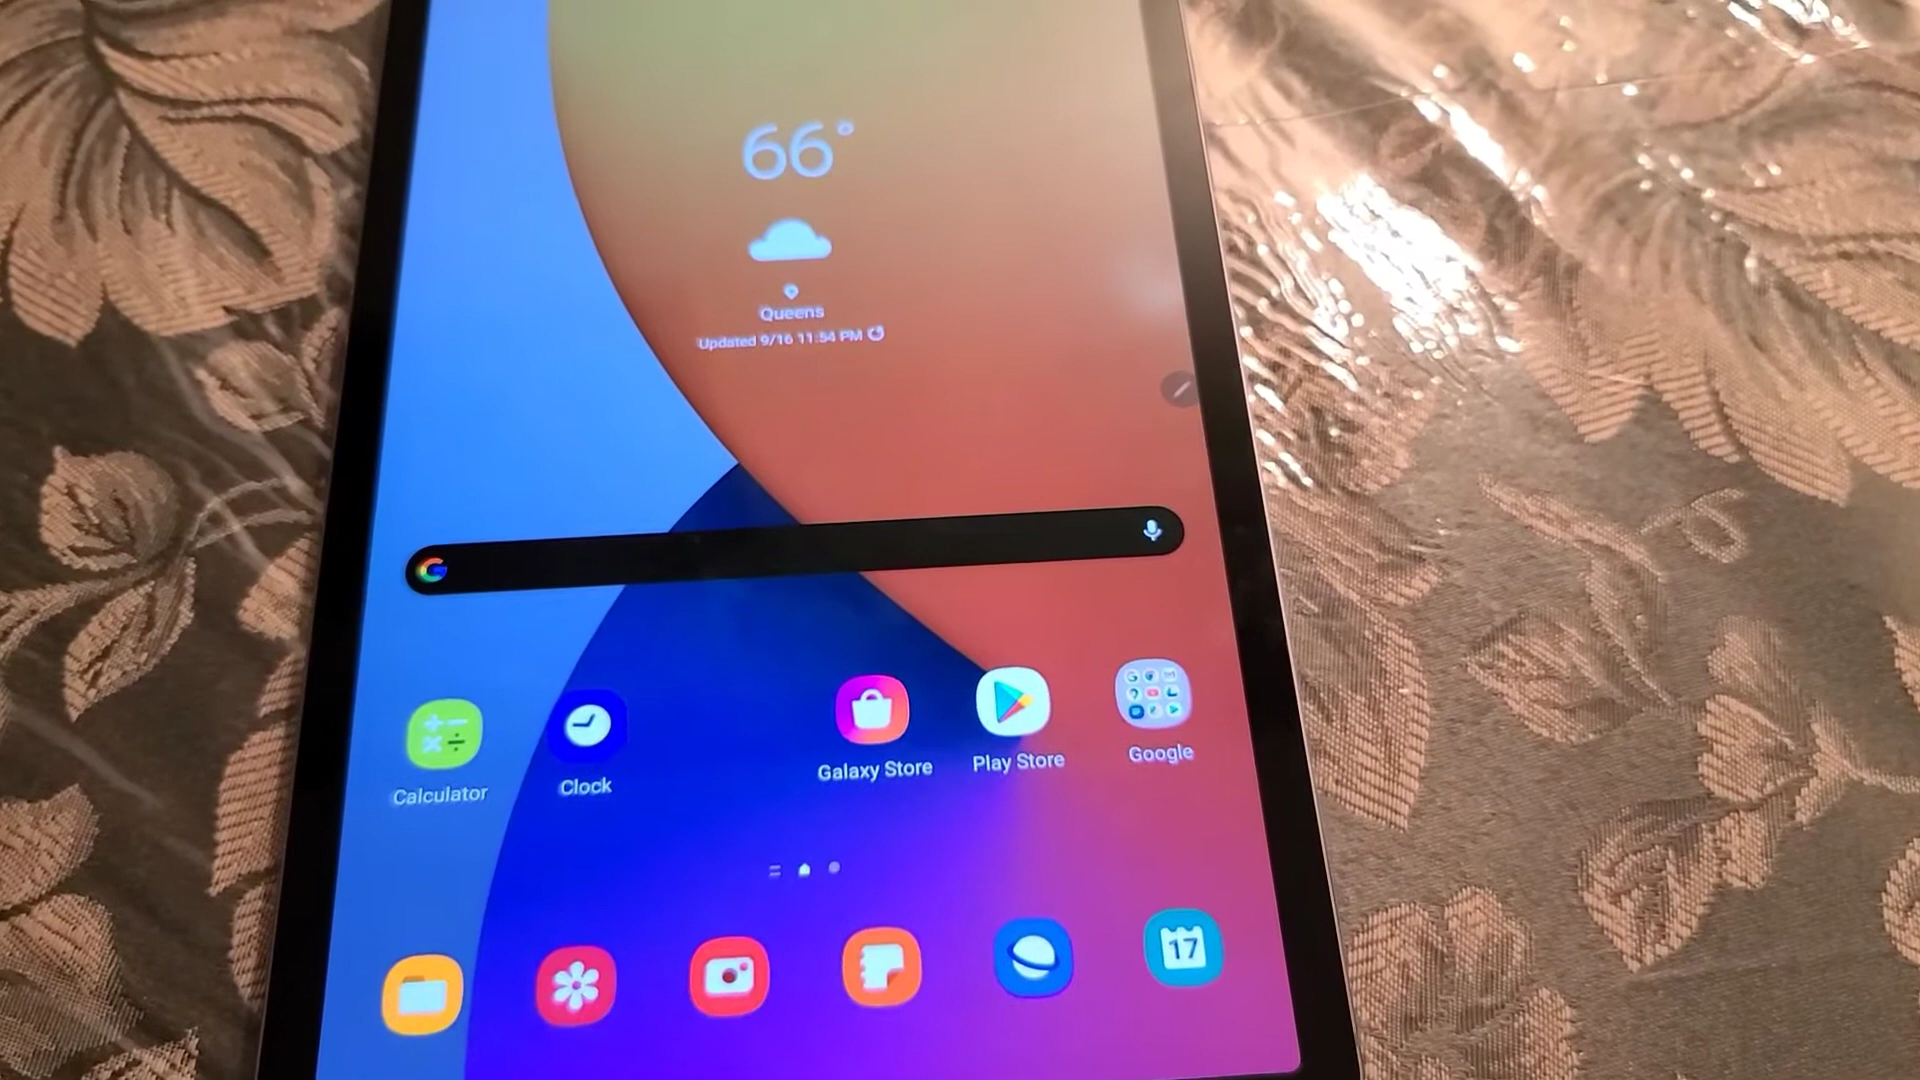 66°
Queens
Updated 9/16 11:54 PM
G
Calculator
Clock
Galaxy Store
Play Store
Google
17